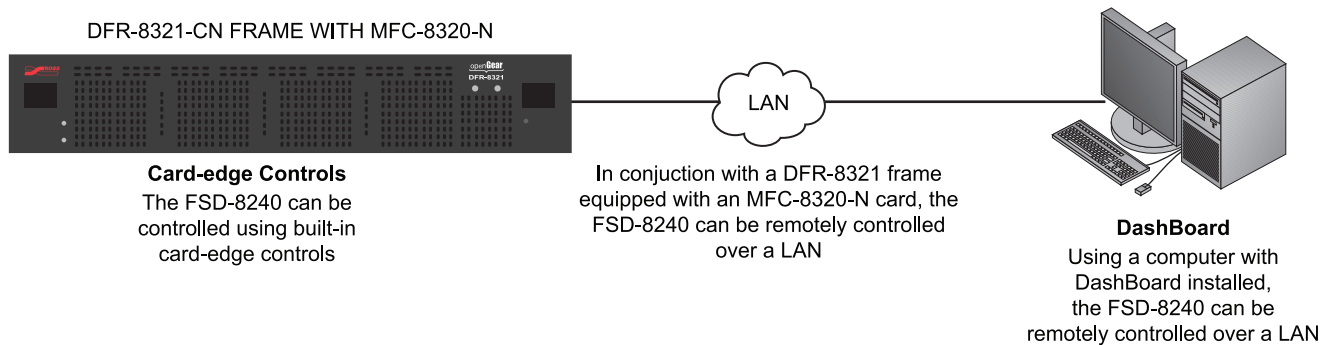 DFR-8321-CN FRAME WITH MFC-8320-N
ROSS
openGear
DFR-8321
LAN
Card-edge Controls
The FSD-8240 can be
controlled using built-in
card-edge controls
In conjuction with a DFR-8321 frame
equipped with an MFC-8320-N card, the
FSD-8240 can be remotely controlled
over a LAN
DashBoard
Using a computer with
DashBoard installed,
the FSD-8240 can be
remotely controlled over a LAN